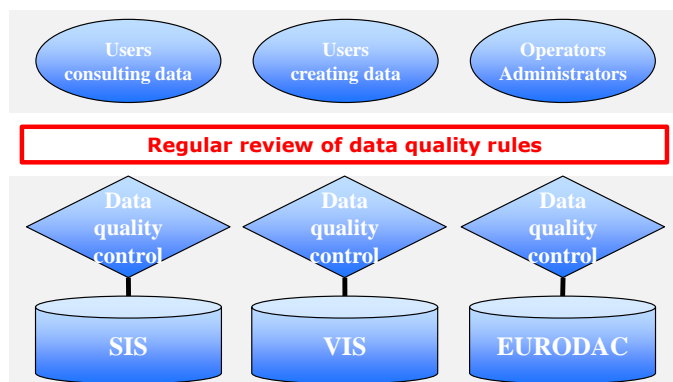 Users
consulting data
Users
creating data
Operators
Administrators
Regular review of data quality rules
Data
quality
control
Data
quality
control
Data
quality
control
SIS
VIS
EURODAC